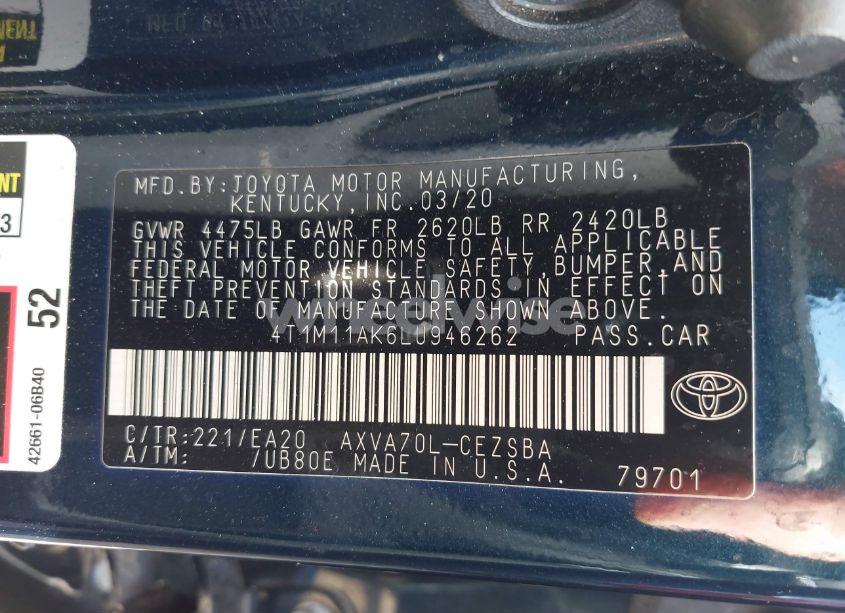 MFD.BY:TOYOTA MOTOR MANUFACTURING,
KENTUCKY,INC.03/20
GVWR 4475LB GAWR FR 2620LB RR 2420LB
THIS VEHICLE CONFORMS TO ALL APPLICABLE
FEDERAL MOTOR VEHICLE SAFETY,BUMPER,AND
THEFT PREVENTION STANDARDS IN EFFECT ON
THE DATE OF MANUFACTURE SHOWN ABOVE.
4T1M11AK6LU946262 PASS.CAR
C/TR:221/EA20 AXVA70L-CEZSBA
A/TM: /UB80E MADE IN U.S.A. 79701
wheelwise
52
42661-06B40